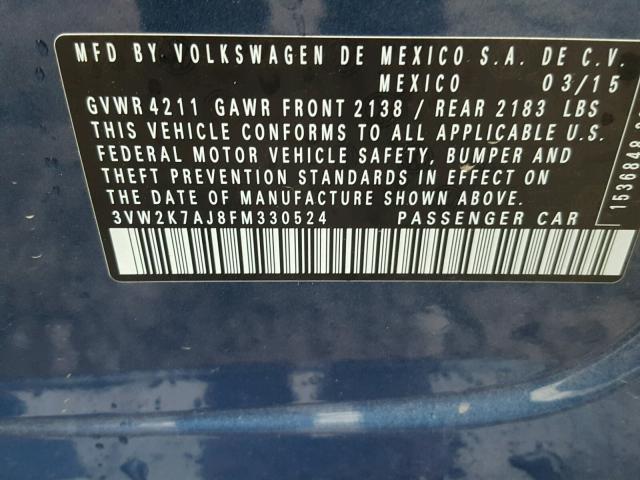 MFD BY VOLKSWAGEN DE MEXICO S.A. DE C.V.
MEXICO 03/15
GVWR 4211 GAWR FRONT 2138 / REAR 2183 LBS
THIS VEHICLE CONFORMS TO ALL APPLICABLE U.S.
FEDERAL MOTOR VEHICLE SAFETY, BUMPER AND
THEFT PREVENTION STANDARDS IN EFFECT ON
THE DATE OF MANUFACTURE SHOWN ABOVE.
3VW2K7AJ8FM330524 PASSENGER CAR
1536848